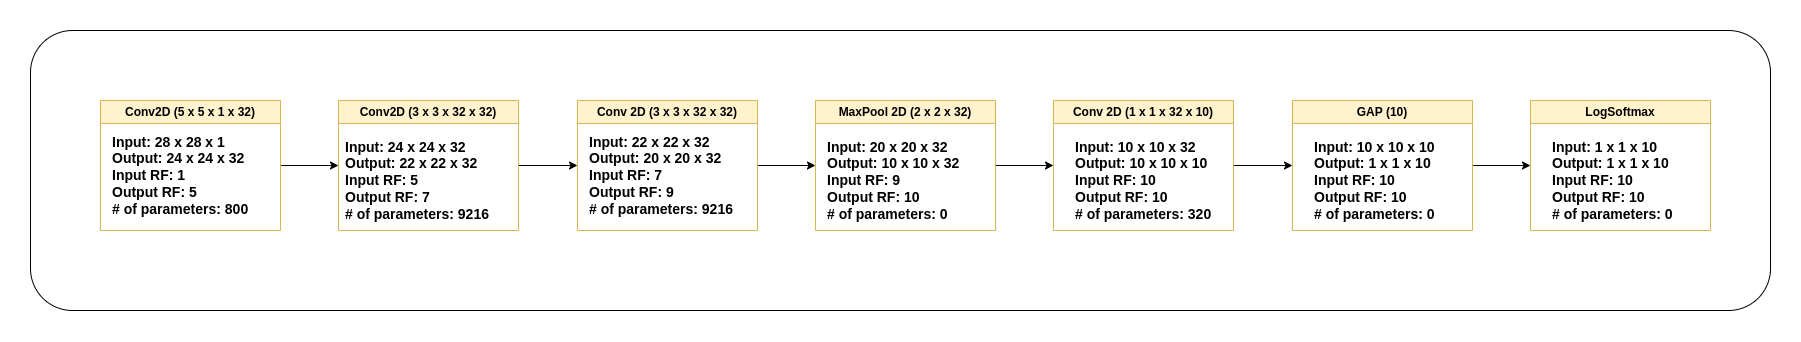 Conv2D (5 x 5 x 1 x 32)
Input: 28 x 28 x 1
Output: 24 x 24 x 32
Input RF: 1
Output RF: 5
# of parameters: 800
Conv2D (3 x 3 x 32 x 32)
Input: 24 x 24 x 32
Output: 22 x 22 x 32
Input RF: 5
Output RF: 7
# of parameters: 9216
Conv 2D (3 x 3 x 32 x 32)
Input: 22 x 22 x 32
Output: 20 x 20 x 32
Input RF: 7
Output RF: 9
# of parameters: 9216
MaxPool 2D (2 x 2 x 32)
Input: 20 x 20 x 32
Output: 10 x 10 x 32
Input RF: 9
Output RF: 10
# of parameters: 0
Conv 2D (1 x 1 x 32 x 10)
Input: 10 x 10 x 32
Output: 10 x 10 x 10
Input RF: 10
Output RF: 10
# of parameters: 320
GAP (10)
Input: 10 x 10 x 10
Output: 1 x 1 x 10
Input RF: 10
Output RF: 10
# of parameters: 0
LogSoftmax
Input: 1 x 1 x 10
Output: 1 x 1 x 10
Input RF: 10
Output RF: 10
# of parameters: 0